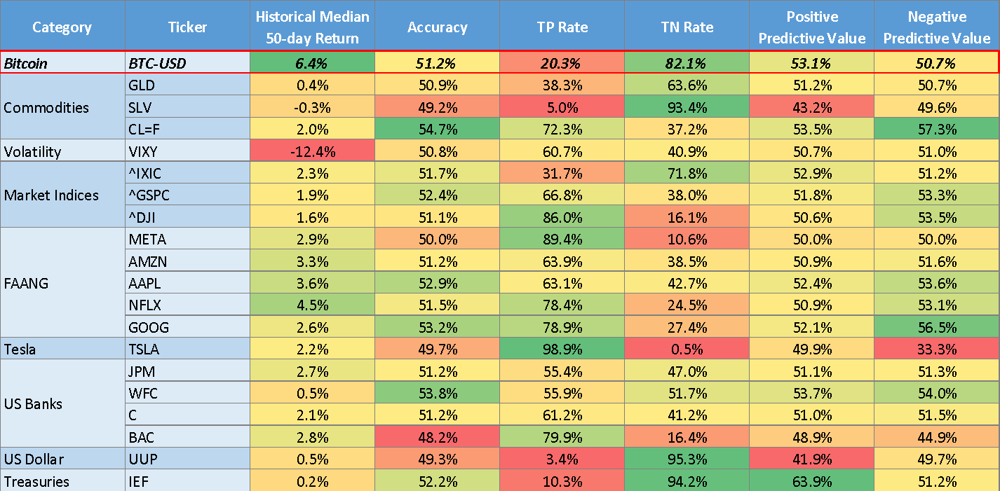 Category Ticker Historical Median 50-day Return Accuracy TP Rate TN Rate Positive Predictive Value Negative Predictive Value
Bitcoin BTC-USD 6.4% 51.2% 20.3% 82.1% 53.1% 50.7%
Commodities GLD 0.4% 50.9% 38.3% 63.6% 51.2% 50.7%
SLV -0.3% 49.2% 5.0% 93.4% 43.2% 49.6%
CL=F 2.0% 54.7% 72.3% 37.2% 53.5% 57.3%
Volatility VIXY -12.4% 50.8% 60.7% 40.9% 50.7% 51.0%
Market Indices ^IXIC 2.3% 51.7% 31.7% 71.8% 52.9% 51.2%
^GSPC 1.9% 52.4% 66.8% 38.0% 51.8% 53.3%
^DJI 1.6% 51.1% 86.0% 16.1% 50.6% 53.5%
FAANG META 2.9% 50.0% 89.4% 10.6% 50.0% 50.0%
AMZN 3.3% 51.2% 63.9% 38.5% 50.9% 51.6%
AAPL 3.6% 52.9% 63.1% 42.7% 52.4% 53.6%
NFLX 4.5% 51.5% 78.4% 24.5% 50.9% 53.1%
GOOG 2.6% 53.2% 78.9% 27.4% 52.1% 56.5%
Tesla TSLA 2.2% 49.7% 98.9% 0.5% 49.9% 33.3%
US Banks JPM 2.7% 51.2% 55.4% 47.0% 51.1% 51.3%
WFC 0.5% 53.8% 55.9% 51.7% 53.7% 54.0%
C 2.1% 51.2% 61.2% 41.2% 51.0% 51.5%
BAC 2.8% 48.2% 79.9% 16.4% 48.9% 44.9%
US Dollar UUP 0.5% 49.3% 3.4% 95.3% 41.9% 49.7%
Treasuries IEF 0.2% 52.2% 10.3% 94.2% 63.9% 51.2%